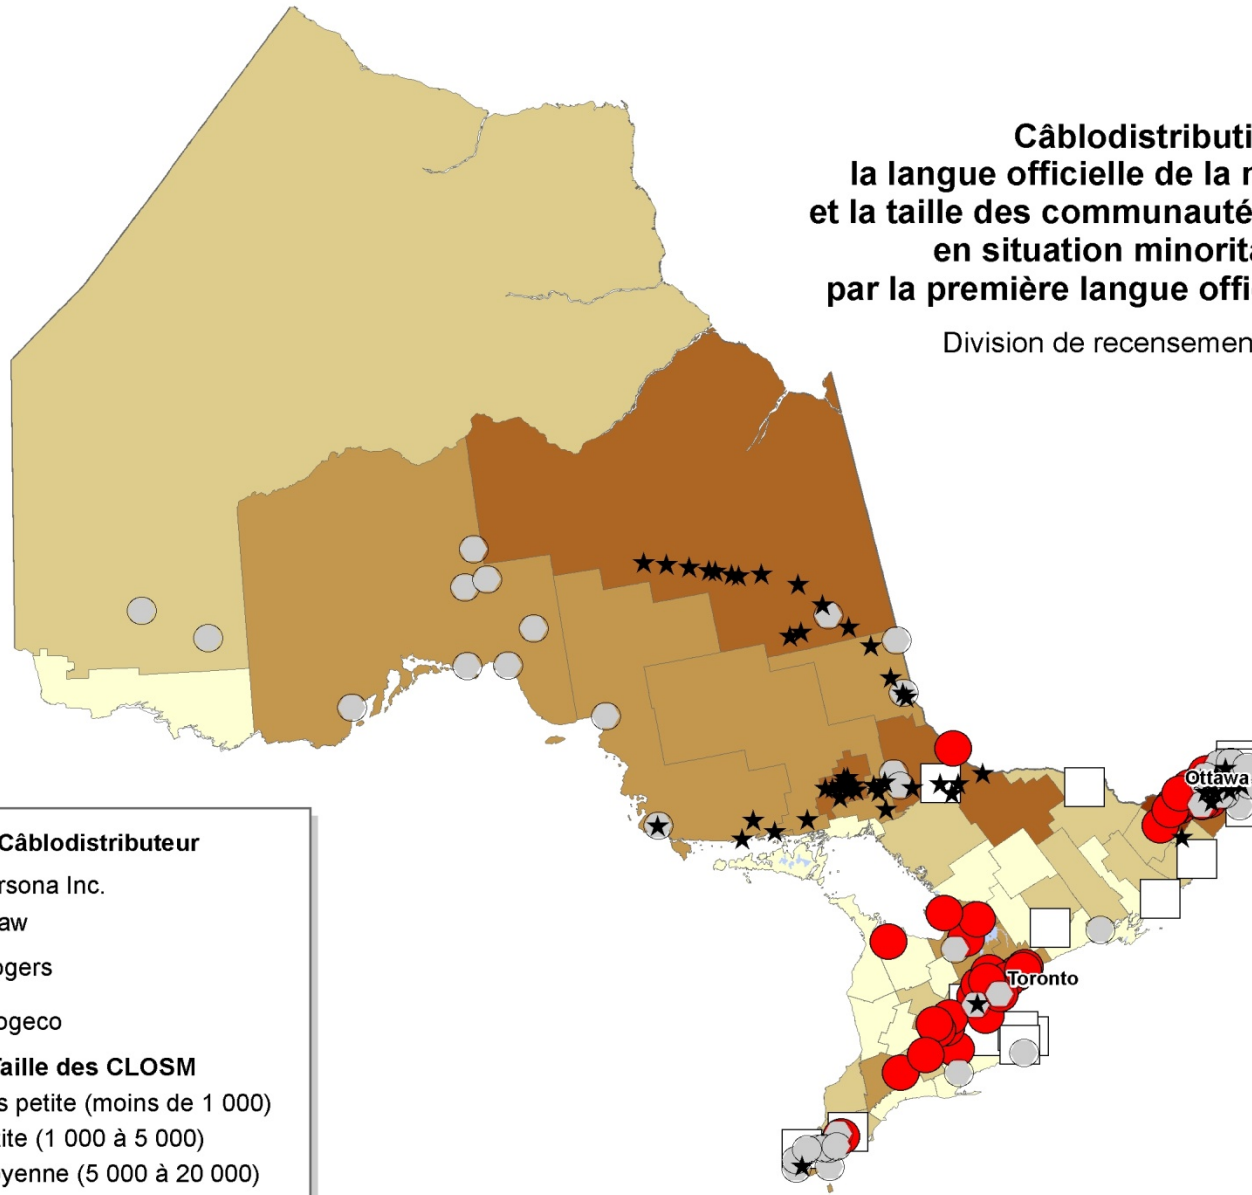 Câblodistributi
la langue officielle de la
et la taille des communauté
en situation minorita
par la première langue offi
Division de recensemen
Ottawa
Toronto
Câblodistributeur
rsona Inc.
aw
ogers
ogeco
Taille des CLOSM
s petite (moins de 1 000)
tite (1 000 à 5 000)
oyenne (5 000 à 20 000)